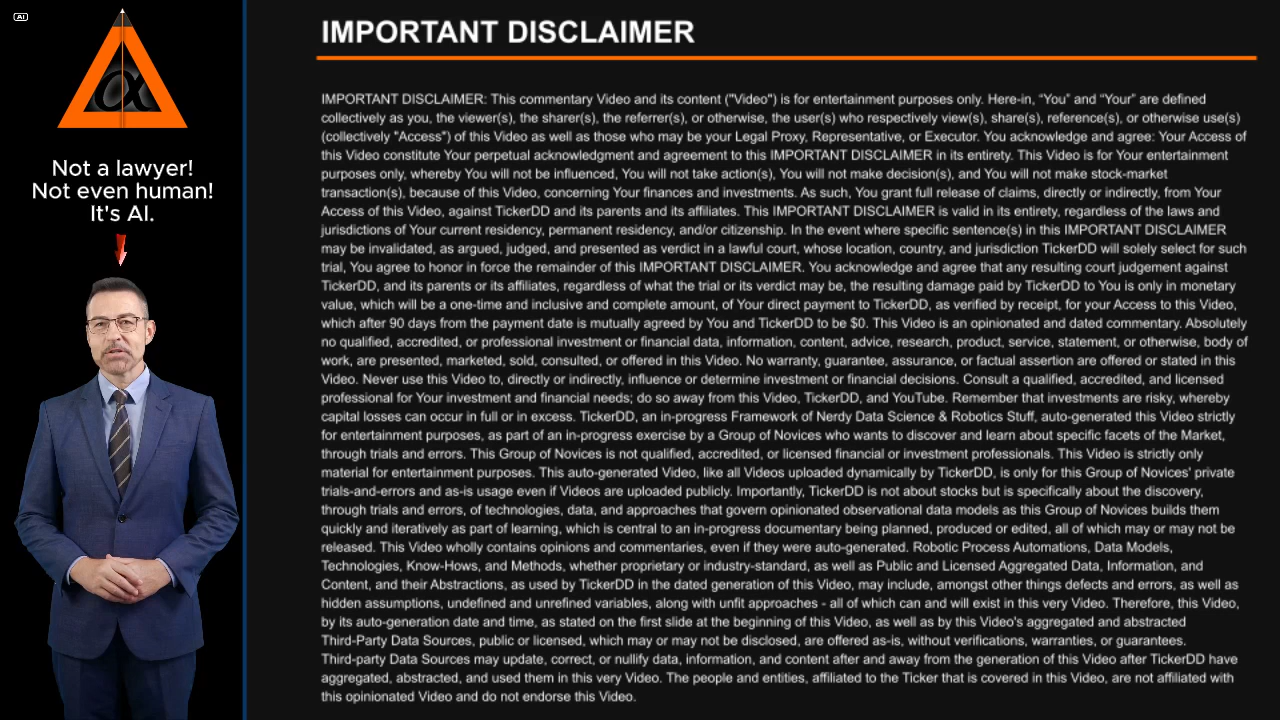 AI
α
Not a lawyer!
Not even human!
It's AI.
IMPORTANT DISCLAIMER
IMPORTANT DISCLAIMER: This commentary Video and its content ("Video") is for entertainment purposes only. Here-in, “You” and “Your” are defined
collectively as you, the viewer(s), the sharer(s), the referrer(s), or otherwise, the user(s) who respectively view(s), share(s), reference(s), or otherwise use(s)
(collectively "Access") of this Video as well as those who may be your Legal Proxy, Representative, or Executor. You acknowledge and agree: Your Access of
this Video constitute Your perpetual acknowledgment and agreement to this IMPORTANT DISCLAIMER in its entirety. This Video is for Your entertainment
purposes only, whereby You will not be influenced, You will not take action(s), You will not make decision(s), and You will not make stock-market
transaction(s), because of this Video, concerning Your finances and investments. As such, You grant full release of claims, directly or indirectly, from Your
Access of this Video, against TickerDD and its parents and its affiliates. This IMPORTANT DISCLAIMER is valid in its entirety, regardless of the laws and
jurisdictions of Your current residency, permanent residency, and/or citizenship. In the event where specific sentence(s) in this IMPORTANT DISCLAIMER
may be invalidated, as argued, judged, and presented as verdict in a lawful court, whose location, country, and jurisdiction TickerDD will solely select for such
trial, You agree to honor in force the remainder of this IMPORTANT DISCLAIMER. You acknowledge and agree that any resulting court judgement against
TickerDD, and its parents or its affiliates, regardless of what the trial or its verdict may be, the resulting damage paid by TickerDD to You is only in monetary
value, which will be a one-time and inclusive and complete amount, of Your direct payment to TickerDD, as verified by receipt, for your Access to this Video,
which after 90 days from the payment date is mutually agreed by You and TickerDD to be $0. This Video is an opinionated and dated commentary. Absolutely
no qualified, accredited, or professional investment or financial data, information, content, advice, research, product, service, statement, or otherwise, body of
work, are presented, marketed, sold, consulted, or offered in this Video. No warranty, guarantee, assurance, or factual assertion are offered or stated in this
Video. Never use this Video to, directly or indirectly, influence or determine investment or financial decisions. Consult a qualified, accredited, and licensed
professional for Your investment and financial needs; do so away from this Video, TickerDD, and YouTube. Remember that investments are risky, whereby
capital losses can occur in full or in excess. TickerDD, an in-progress Framework of Nerdy Data Science & Robotics Stuff, auto-generated this Video strictly
for entertainment purposes, as part of an in-progress exercise by a Group of Novices who wants to discover and learn about specific facets of the Market,
through trials and errors. This Group of Novices is not qualified, accredited, or licensed financial or investment professionals. This Video is strictly only
material for entertainment purposes. This auto-generated Video, like all Videos uploaded dynamically by TickerDD, is only for this Group of Novices' private
trials-and-errors and as-is usage even if Videos are uploaded publicly. Importantly, TickerDD is not about stocks but is specifically about the discovery,
through trials and errors, of technologies, data, and approaches that govern opinionated observational data models as this Group of Novices builds them
quickly and iteratively as part of learning, which is central to an in-progress documentary being planned, produced or edited, all of which may or may not be
released. This Video wholly contains opinions and commentaries, even if they were auto-generated. Robotic Process Automations, Data Models,
Technologies, Know-Hows, and Methods, whether proprietary or industry-standard, as well as Public and Licensed Aggregated Data, Information, and
Content, and their Abstractions, as used by TickerDD in the dated generation of this Video, may include, amongst other things defects and errors, as well as
hidden assumptions, undefined and unrefined variables, along with unfit approaches - all of which can and will exist in this very Video. Therefore, this Video,
by its auto-generation date and time, as stated on the first slide at the beginning of this Video, as well as by this Video's aggregated and abstracted
Third-Party Data Sources, public or licensed, which may or may not be disclosed, are offered as-is, without verifications, warranties, or guarantees.
Third-party Data Sources may update, correct, or nullify data, information, and content after and away from the generation of this Video after TickerDD have
aggregated, abstracted, and used them in this very Video. The people and entities, affiliated to the Ticker that is covered in this Video, are not affiliated with
this opinionated Video and do not endorse this Video.